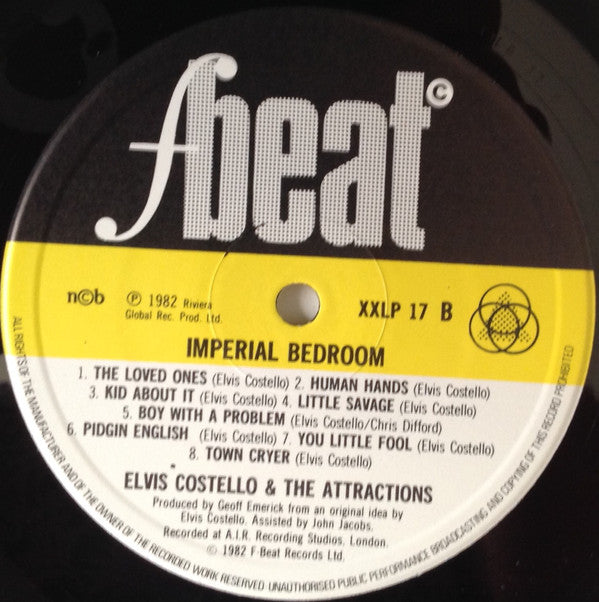 fbeat©
n©b
℗ 1982 Riviera
Global Rec. Prod. Ltd.
XXLP 17 B
IMPERIAL BEDROOM
1. THE LOVED ONES (Elvis Costello) 2. HUMAN HANDS (Elvis Costello)
3. KID ABOUT IT (Elvis Costello) 4. LITTLE SAVAGE (Elvis Costello)
5. BOY WITH A PROBLEM (Elvis Costello/Chris Difford)
6. PIDGIN ENGLISH (Elvis Costello) 7. YOU LITTLE FOOL (Elvis Costello)
8. TOWN CRYER (Elvis Costello)
ELVIS COSTELLO & THE ATTRACTIONS
Produced by Geoff Emerick from an original idea by
Elvis Costello. Assisted by John Jacobs.
Recorded at A.I.R. Recording Studios, London.
© 1982 F Beat Records Ltd.
ALL RIGHTS OF THE MANUFACTURER AND OF THE OWNER OF THE RECORDED WORK RESERVED UNAUTHORISED PUBLIC PERFORMANCE BROADCASTING AND COPYING OF THIS RECORD PROHIBITED